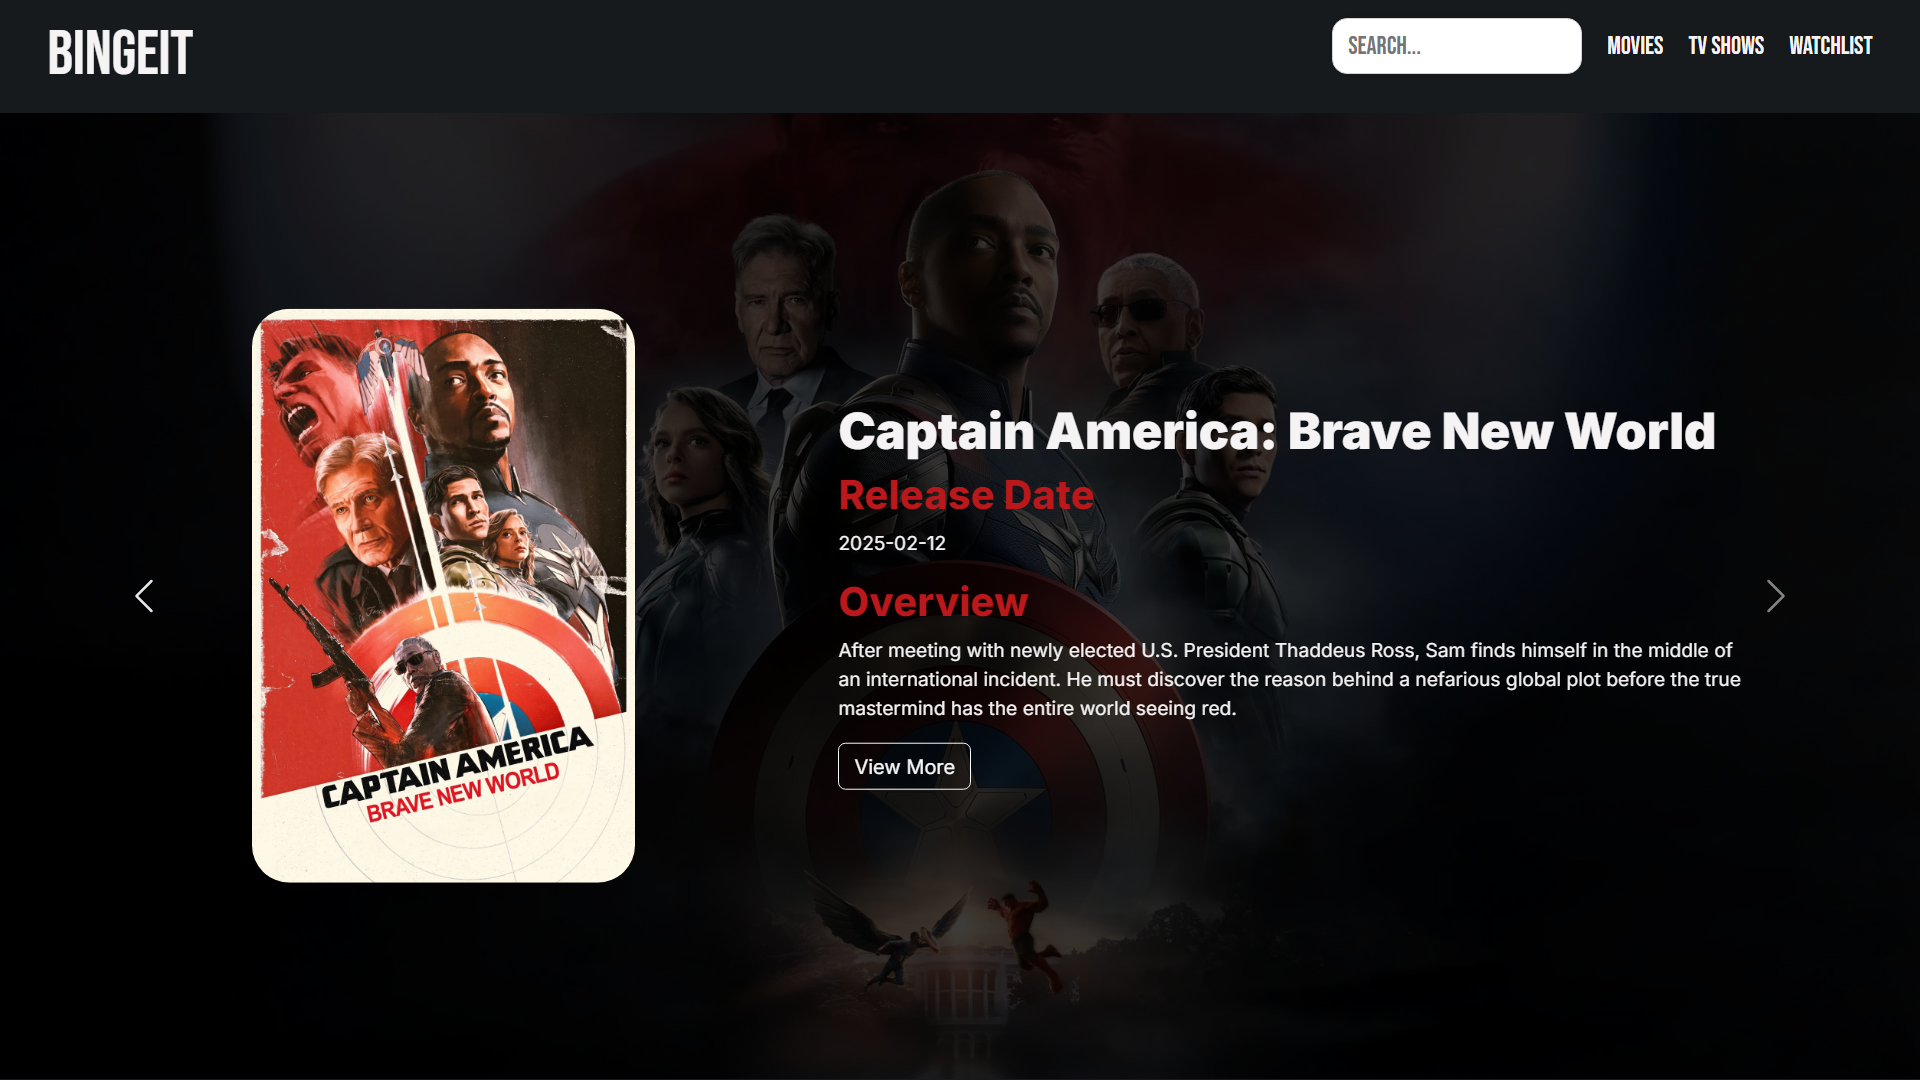 BINGEIT
SEARCH...
MOVIES
TV SHOWS
WATCHLIST
CAPTAIN AMERICA
BRAVE NEW WORLD
Captain America: Brave New World
Release Date
2025-02-12
Overview
After meeting with newly elected U.S. President Thaddeus Ross, Sam finds himself in the middle of
an international incident. He must discover the reason behind a nefarious global plot before the true
mastermind has the entire world seeing red.
View More